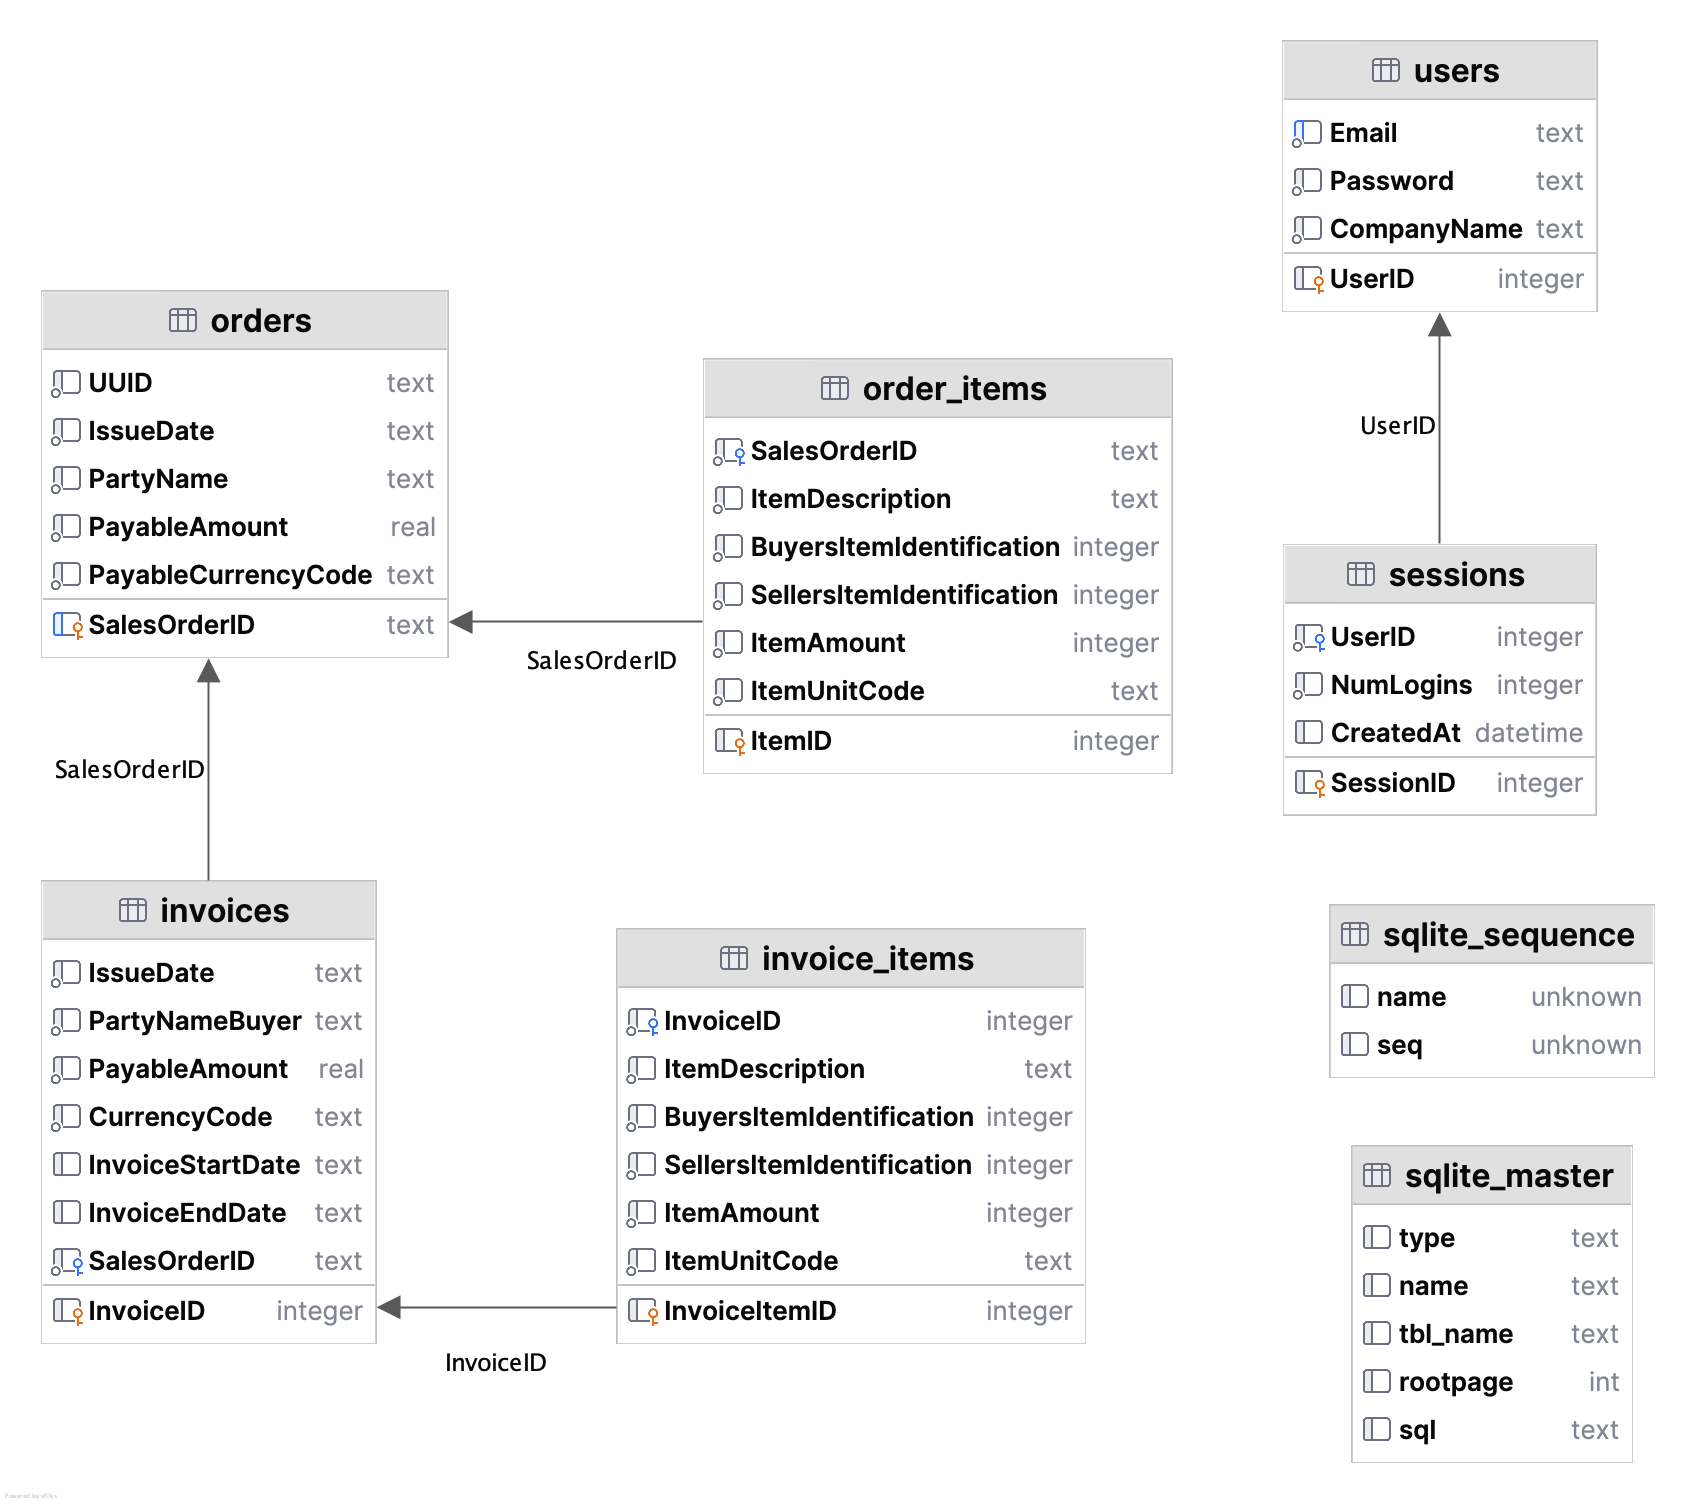 users
Email text
Password text
CompanyName text
UserID integer
UserID
orders
UUID text
IssueDate text
PartyName text
PayableAmount real
PayableCurrencyCode text
SalesOrderID text
SalesOrderID
order_items
SalesOrderID text
ItemDescription text
BuyersItemIdentification integer
SellersItemIdentification integer
ItemAmount integer
ItemUnitCode text
ItemID integer
sessions
UserID integer
NumLogins integer
CreatedAt datetime
SessionID integer
SalesOrderID
invoices
IssueDate text
PartyNameBuyer text
PayableAmount real
CurrencyCode text
InvoiceStartDate text
InvoiceEndDate text
SalesOrderID text
InvoiceID integer
InvoiceID
invoice_items
InvoiceID integer
ItemDescription text
BuyersItemIdentification integer
SellersItemIdentification integer
ItemAmount integer
ItemUnitCode text
InvoiceItemID integer
sqlite_sequence
name unknown
seq unknown
sqlite_master
type text
name text
tbl_name text
rootpage int
sql text
Powered by yFiles